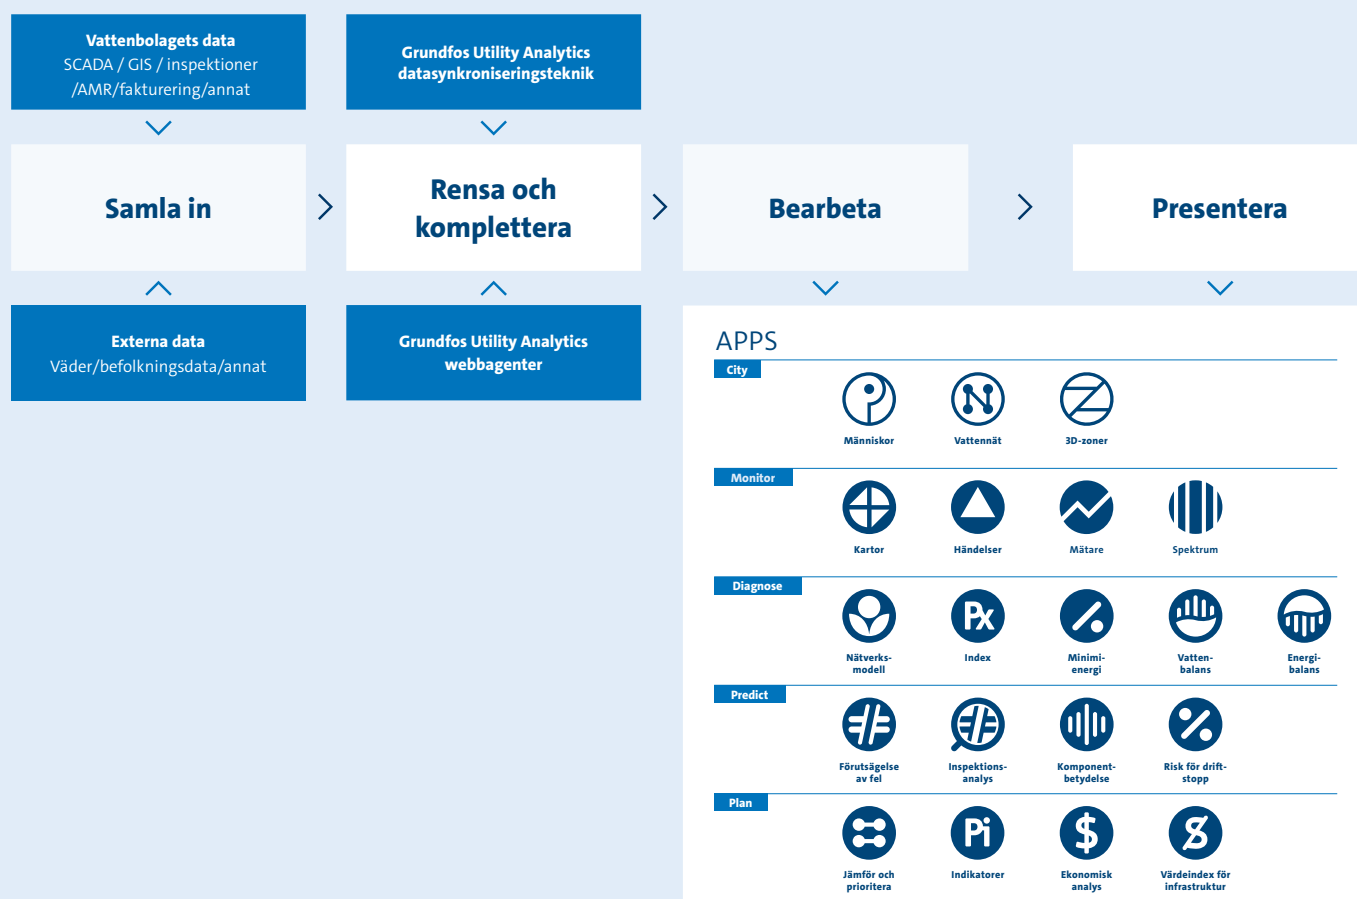 Vattenbolagets data
SCADA / GIS / inspektioner
/AMR/fakturering/annat
Grundfos Utility Analytics
datasynkroniseringsteknik
Samla in
Rensa och
komplettera
Bearbeta
Presentera
Externa data
Väder/befolkningsdata/annat
Grundfos Utility Analytics
webbagenter
APPS
City
Människor
Vattennät
3D-zoner
Monitor
Kartor
Händelser
Mätare
Spektrum
Diagnose
Px
Nätverks-
modell
Index
Minimi-
energi
Vatten-
balans
Energi-
balans
Predict
Förutsägelse
av fel
Inspektions-
analys
Komponent-
betydelse
Risk för drift-
stopp
Plan
Pi
$
Jämför och
prioritera
Indikatorer
Ekonomisk
analys
Värdeindex för
infrastruktur